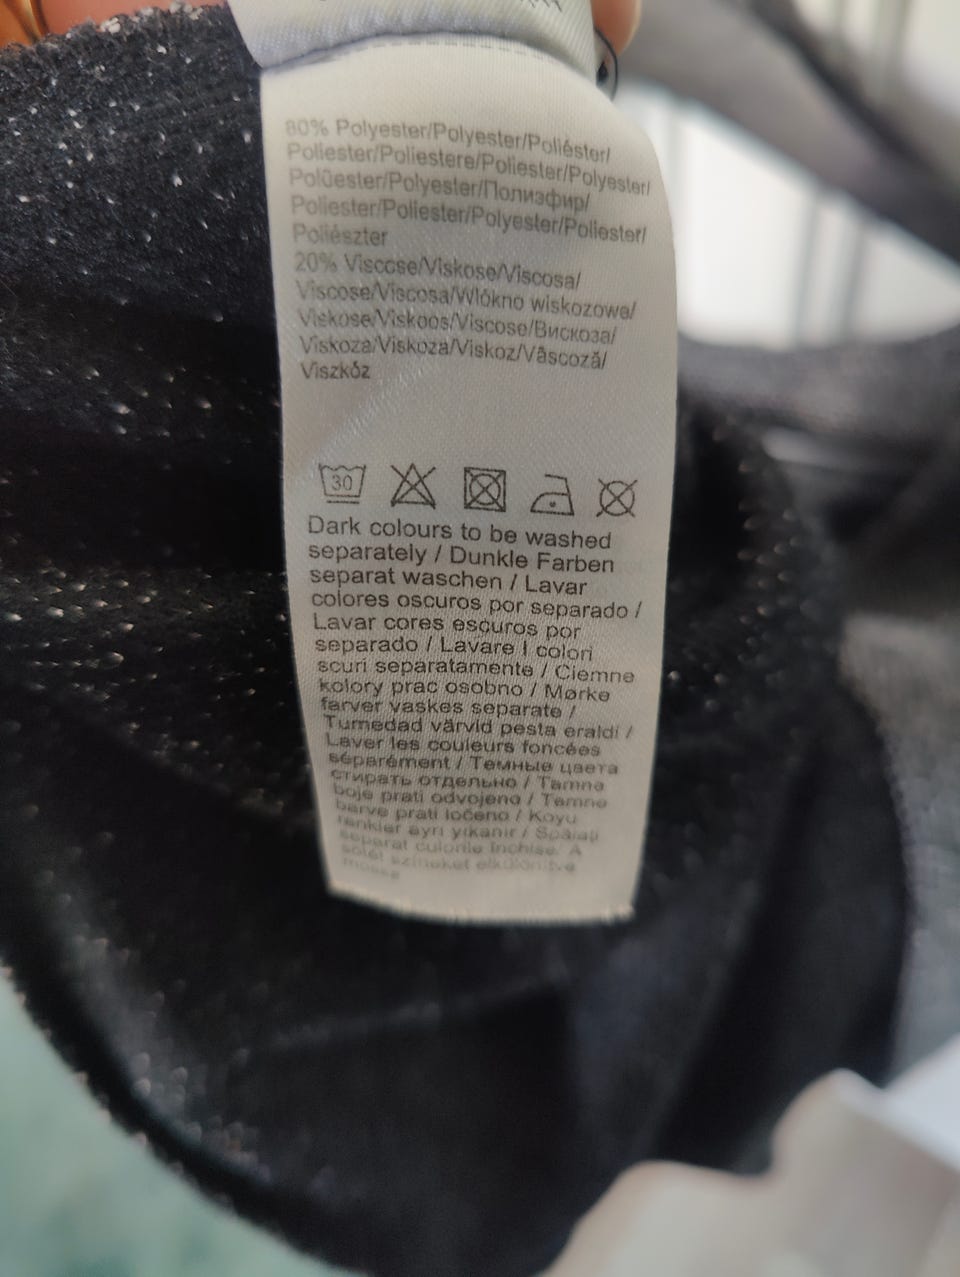 80% Polyester/Polyester/Poliéster/
Poliester/Poliestere/Poliester/Polyester/
Polüester/Polyester/Полиэфир/
Poliester/Poliester/Polyester/Poliester/
Poliészter
20% Viscose/Viskose/Viscosa/
Viscose/Viscosa/Wlókno wiskozowe/
Viskose/Viskoos/Viscose/Вискоза/
Viskoza/Viskoza/Viskoz/Vâscoză/
Viszkóz
30
Dark colours to be washed
separately / Dunkle Farben
separat waschen / Lavar
colores oscuros por separado /
Lavar cores escuros por
separado / Lavare I colori
scuri separatamente / Ciemne
kolory prac osobno / Mørke
farver vaskes separate /
Tumedad värvid pesta eraldi /
Laver les couleurs foncées
séparément / Темные цвета
стирать отдельно / Tamne
boje prati odvojeno / Temne
barve prati ločeno / Koyu
renkler ayri yıkanir / Spălaţi
separat culorile închise. A
sötét színeket elkülönítve
mossa